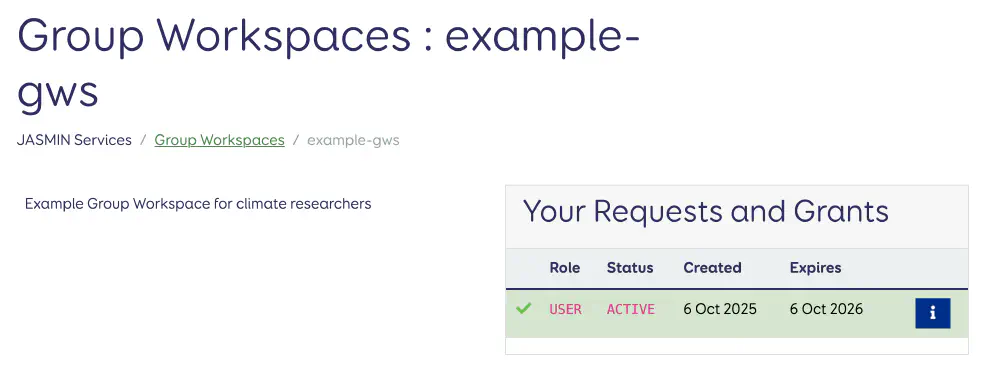 Group Workspaces : example-
gws
JASMIN Services / Group Workspaces / example-gws
Example Group Workspace for climate researchers
Your Requests and Grants
Role Status Created Expires
USER ACTIVE 6 Oct 2025 6 Oct 2026